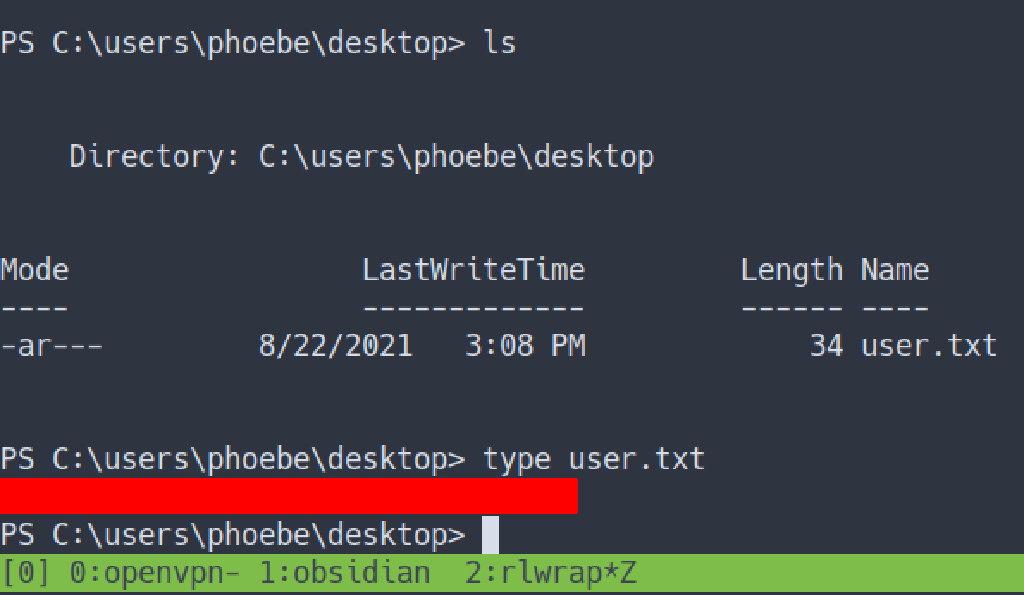 PS C:\users\phoebe\desktop> ls
Directory: C:\users\phoebe\desktop
Mode LastWriteTime Length Name
---- ------------- ------ ----
-ar--- 8/22/2021 3:08 PM 34 user.txt
PS C:\users\phoebe\desktop> type user.txt
PS C:\users\phoebe\desktop>
[0] 0:openvpn- 1:obsidian 2:rlwrap*Z